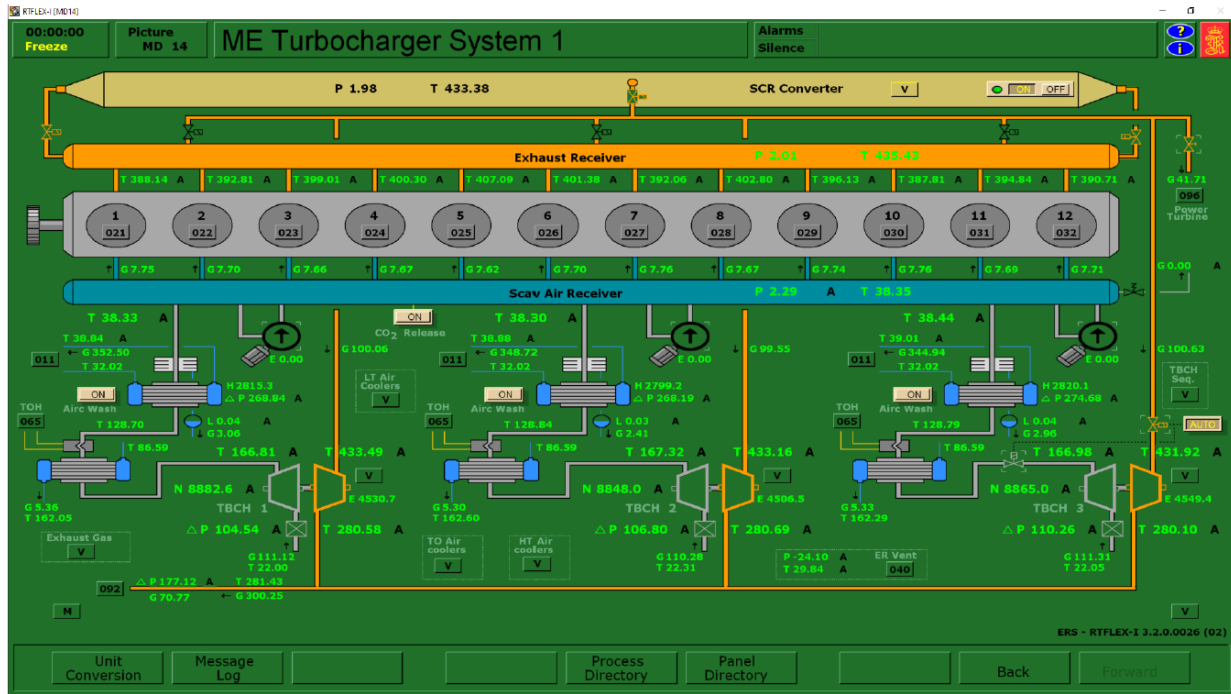 RTFLEX-I [MD14]
00:00:00
Freeze
Picture
MD 14
ME Turbocharger System 1
Alarms
Silence
?
i
P 1.98 T 433.38 SCR Converter V ON OFF
Exhaust Receiver P 2.01 T 435.43
T 388.14 A T 392.81 A T 399.01 A T 400.30 A T 407.09 A T 401.38 A T 392.06 A T 402.80 A T 396.13 A T 387.81 A T 394.84 A T 390.71 A
G 41.71
096
Power
Turbine
1 2 3 4 5 6 7 8 9 10 11 12
021 022 023 024 025 026 027 028 029 030 031 032
G 7.75 G 7.70 G 7.66 G 7.67 G 7.62 G 7.70 G 7.76 G 7.67 G 7.74 G 7.76 G 7.69 G 7.71
G 0.00 A
Scav Air Receiver P 2.29 A T 38.35
T 38.33 A
T 38.84 A
G 352.50
011
T 32.02
E 0.00
ON
CO2 Release
G 100.06
LT Air
Coolers
V
ON
Airc Wash
H 2815.3
△ P 268.84 A
TOH
065
T 128.70
L 0.04 A
G 3.06
T 86.59
T 166.81 A
T 433.49 A
V
N 8882.6 A
E 4530.7
TBCH 1
G 5.36
T 162.05
△ P 104.54 A
T 280.58 A
Exhaust Gas
V
G 111.12
T 22.00
T 38.30 A
T 38.88 A
G 348.72
011
T 32.02
E 0.00
G 99.55
ON
Airc Wash
H 2799.2
△ P 268.19 A
TOH
065
T 128.84
L 0.03 A
G 2.41
T 86.59
T 167.32 A
T 433.16 A
V
N 8848.0 A
E 4506.5
TBCH 2
G 5.30
T 162.60
△ P 106.80 A
T 280.69 A
TO Air
coolers
V
HT Air
coolers
V
G 110.28
T 22.31
T 38.44 A
T 39.01 A
G 344.94
011
T 32.02
E 0.00
G 100.63
TBCH
Seq.
V
ON
Airc Wash
H 2820.1
△ P 274.68 A
TOH
065
T 128.79
L 0.04 A
G 2.96
AUTO
T 86.59
T 166.98 A
T 431.92 A
V
N 8865.0 A
E 4549.4
TBCH 3
G 5.33
T 162.29
△ P 110.26 A
T 280.10 A
P -24.10 A
T 29.84 A
ER Vent
040
G 111.31
T 22.05
092
△ P 177.12 A T 281.43
G 70.77 ← G 300.25
M
V
ERS - RTFLEX-I 3.2.0.0026 (02)
Unit
Conversion
Message
Log
Process
Directory
Panel
Directory
Back
Forward